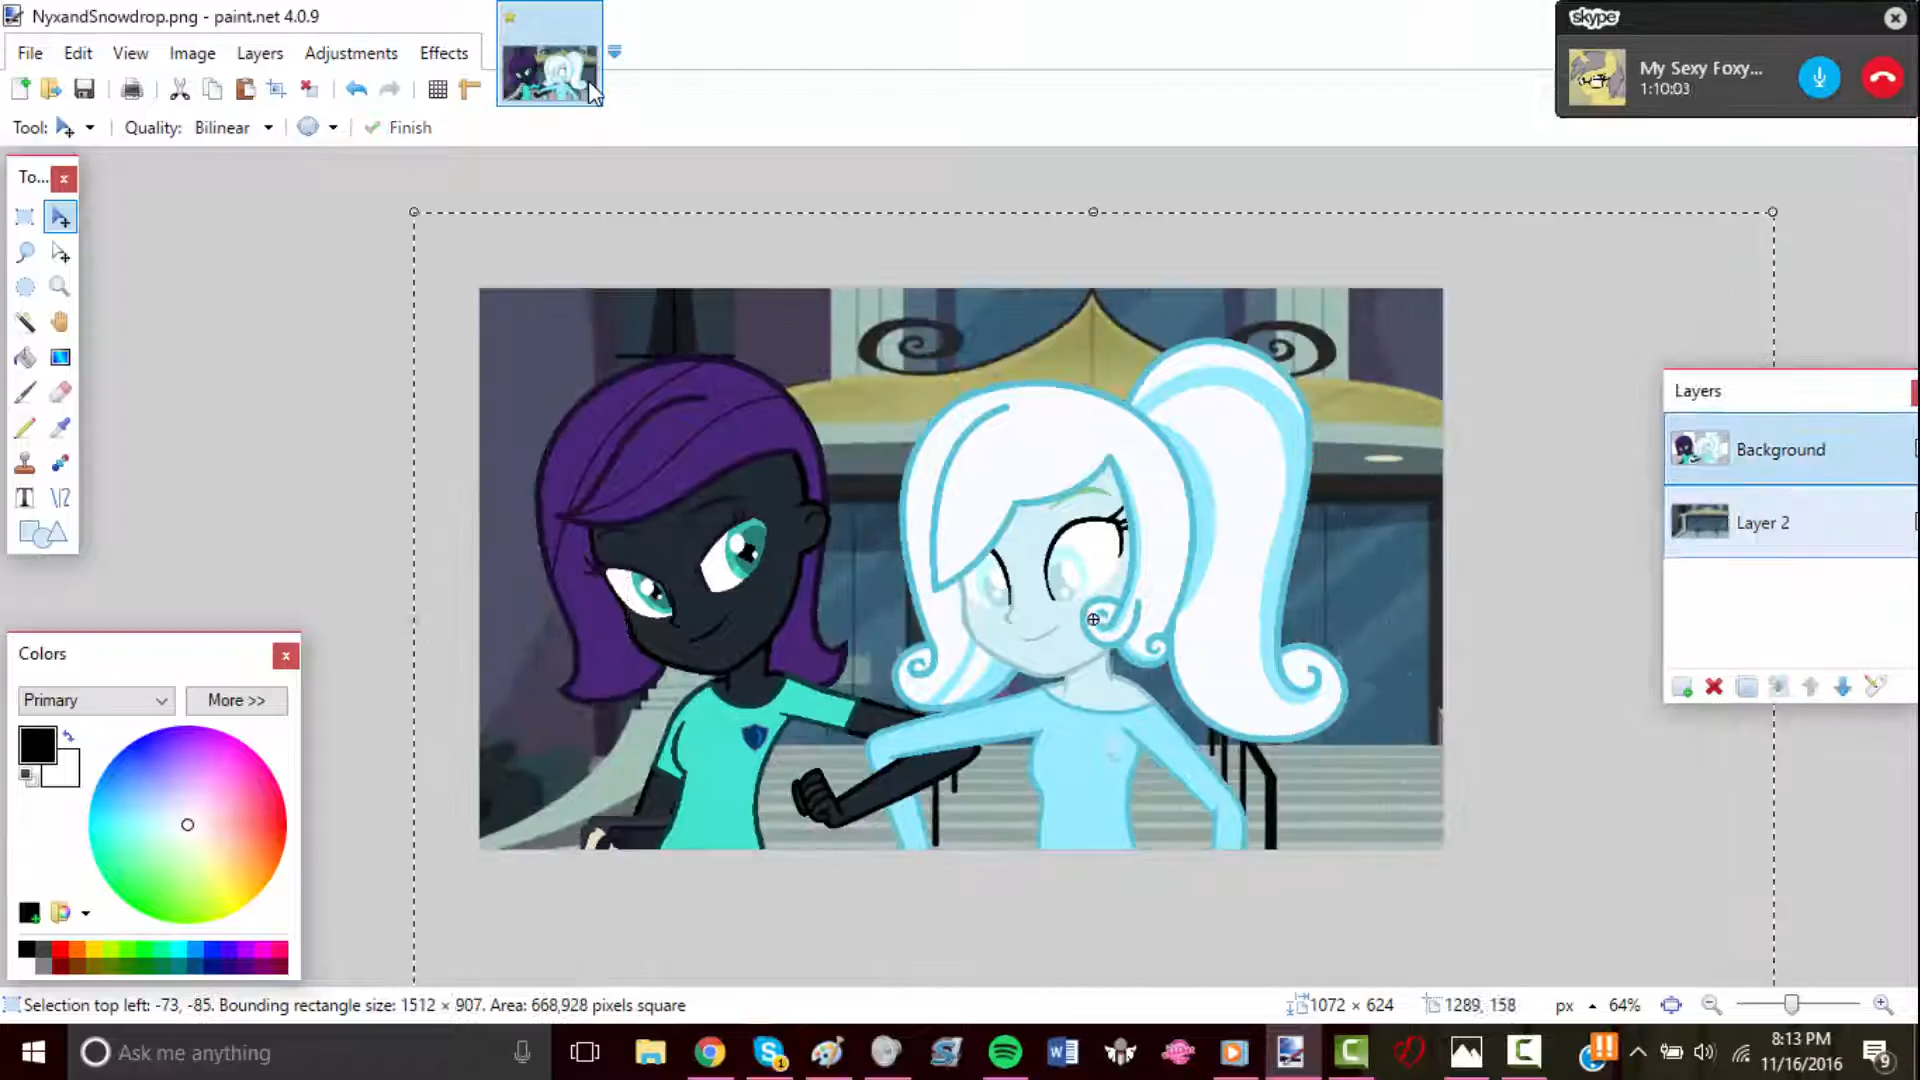 NyxandSnowdrop.png - paint.net 4.0.9
skype
File Edit View Image Layers Adjustments Effects
My Sexy Foxy...
1:10:03
Tool: Quality: Bilinear Finish
To...
Layers
Background
Layer 2
Colors
Primary More >>
Selection top left: -73, -85. Bounding rectangle size: 1512 × 907. Area: 668,928 pixels square
1072 × 624 1289, 158 px 64%
Ask me anything
8:13 PM
11/16/2016
1
9